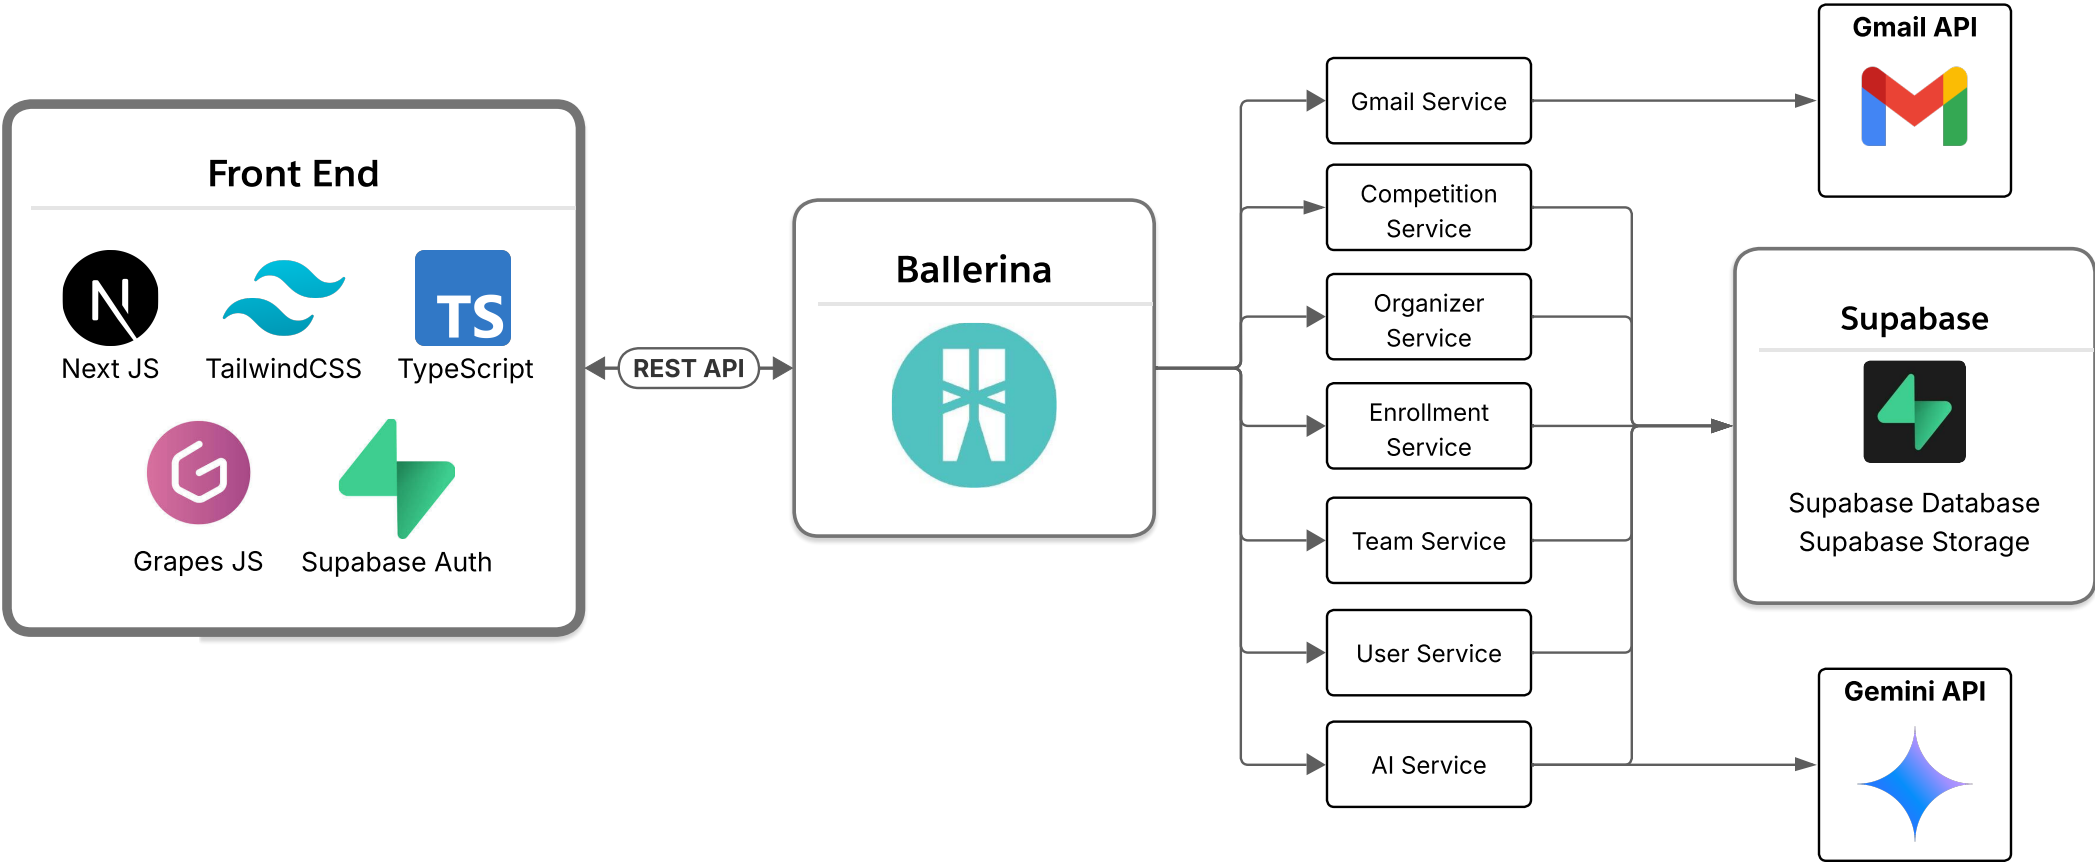 Front End
Next JS
TailwindCSS
TS
TypeScript
Grapes JS
Supabase Auth
REST API
Ballerina
Gmail Service
Competition
Service
Organizer
Service
Enrollment
Service
Team Service
User Service
AI Service
Gmail API
Supabase
Supabase Database
Supabase Storage
Gemini API